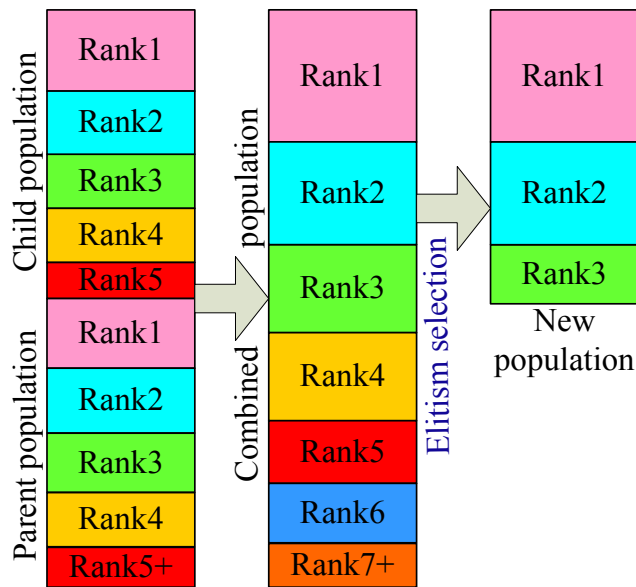 Child population
Rank1
Rank2
Rank3
Rank4
Rank5
Parent population
Rank1
Rank2
Rank3
Rank4
Rank5+
Combined population
Rank1
Rank2
Rank3
Rank4
Rank5
Rank6
Rank7+
Elitism selection
Rank1
Rank2
Rank3
New
population